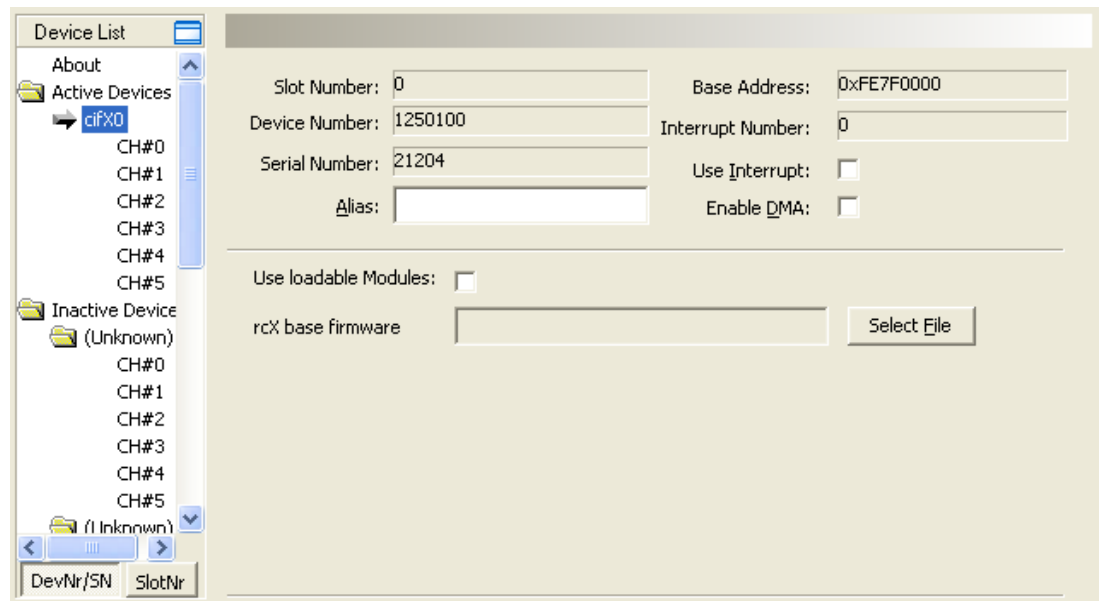 Device List
About
Active Devices
cifX0
CH#0
CH#1
CH#2
CH#3
CH#4
CH#5
Inactive Device
(Unknown)
CH#0
CH#1
CH#2
CH#3
CH#4
CH#5
(Unknown)
DevNr/SN SlotNr
Slot Number: 0 Base Address: 0xFE7F0000
Device Number: 1250100 Interrupt Number: 0
Serial Number: 21204 Use Interrupt:
Alias: Enable DMA:
Use loadable Modules:
rcX base firmware Select File